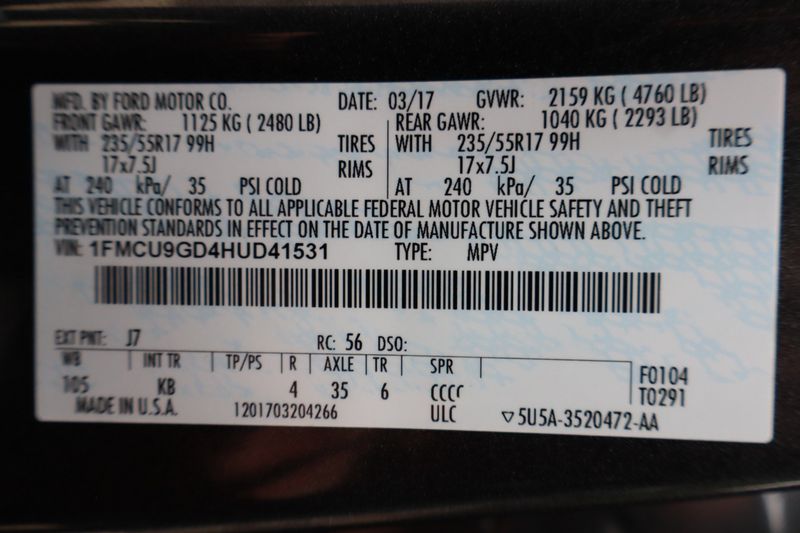 MFD. BY FORD MOTOR CO. DATE: 03/17 GVWR: 2159 KG ( 4760 LB)
FRONT GAWR: 1125 KG ( 2480 LB) REAR GAWR: 1040 KG ( 2293 LB)
WITH 235/55R17 99H TIRES WITH 235/55R17 99H TIRES
17x7.5J RIMS 17x7.5J RIMS
AT 240 kPa/ 35 PSI COLD AT 240 kPa/ 35 PSI COLD
THIS VEHICLE CONFORMS TO ALL APPLICABLE FEDERAL MOTOR VEHICLE SAFETY AND THEFT
PREVENTION STANDARDS IN EFFECT ON THE DATE OF MANUFACTURE SHOWN ABOVE.
VIN: 1FMCU9GD4HUD41531 TYPE: MPV
EXT PNT: J7 RC: 56 DSO:
WB INT TR TP/PS R AXLE TR SPR F0104
105 KB 4 35 6 CCCC T0291
MADE IN U.S.A. 1201703204266 ULC ▽5U5A-3520472-AA